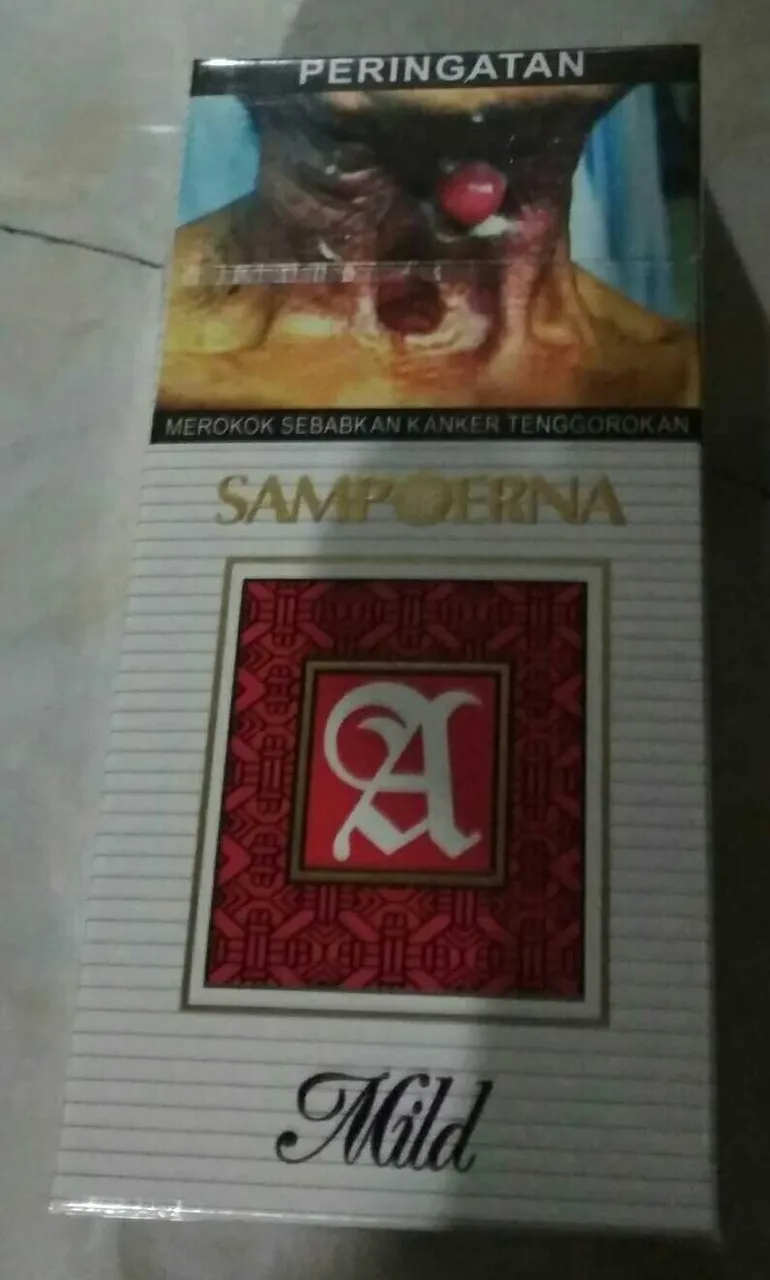 PERINGATAN
MEROKOK SEBABKAN KANKER TENGGOROKAN
SAMPOERNA
A
Mild